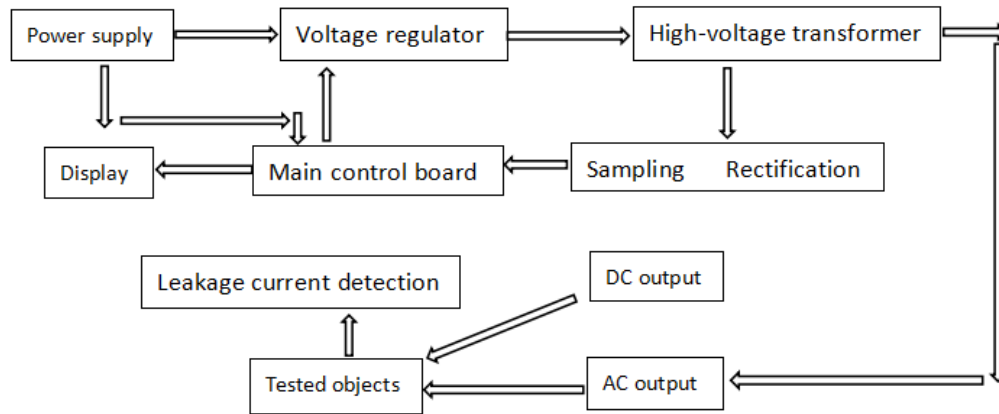 Power supply
Voltage regulator
High-voltage transformer
Display
Main control board
Sampling Rectification
Leakage current detection
DC output
Tested objects
AC output